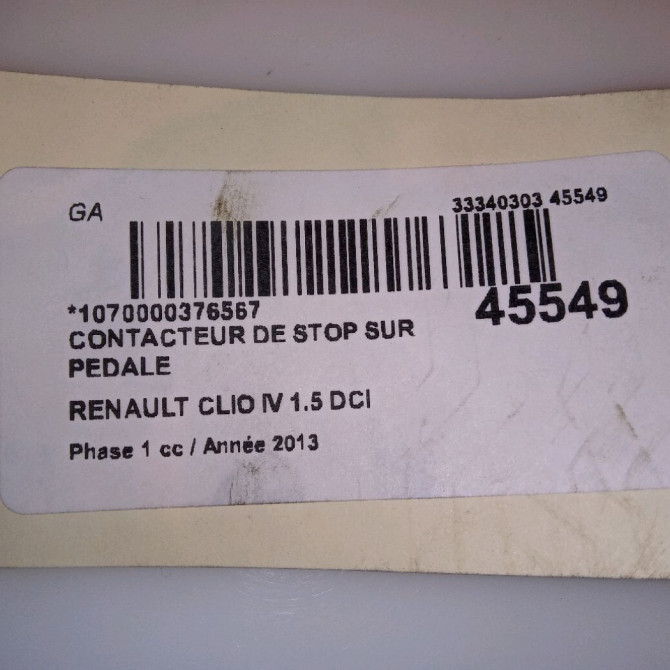 GA
33340303 45549
*1070000376567
45549
CONTACTEUR DE STOP SUR
PEDALE
RENAULT CLIO IV 1.5 DCI
Phase 1 cc / Année 2013